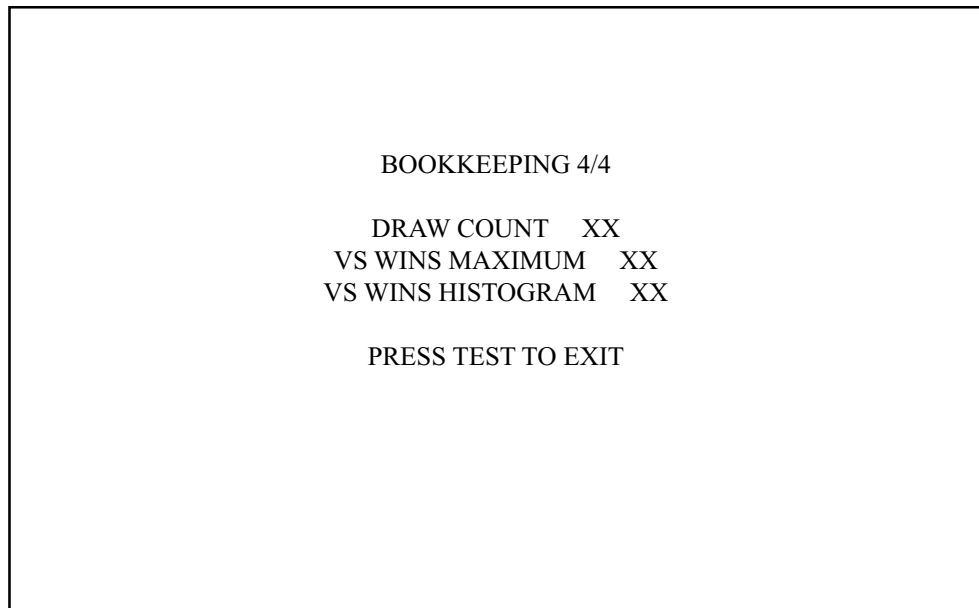 BOOKKEEPING 4/4
DRAW COUNT XX
VS WINS MAXIMUM XX
VS WINS HISTOGRAM XX
PRESS TEST TO EXIT